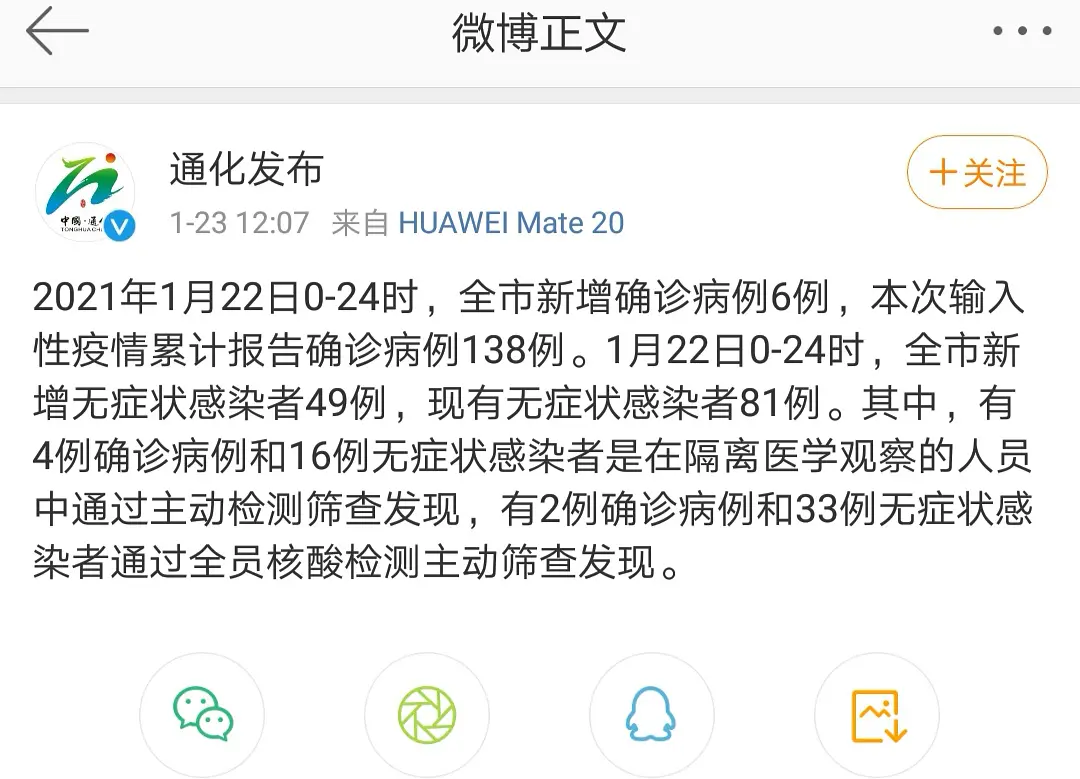 微博正文
通化发布
+关注
1-23 12:07 来自 HUAWEI Mate 20
2021年1月22日0-24时，全市新增确诊病例6例，本次输入
性疫情累计报告确诊病例138例。1月22日0-24时，全市新
增无症状感染者49例，现有无症状感染者81例。其中，有
4例确诊病例和16例无症状感染者是在隔离医学观察的人员
中通过主动检测筛查发现，有2例确诊病例和33例无症状感
染者通过全员核酸检测主动筛查发现。